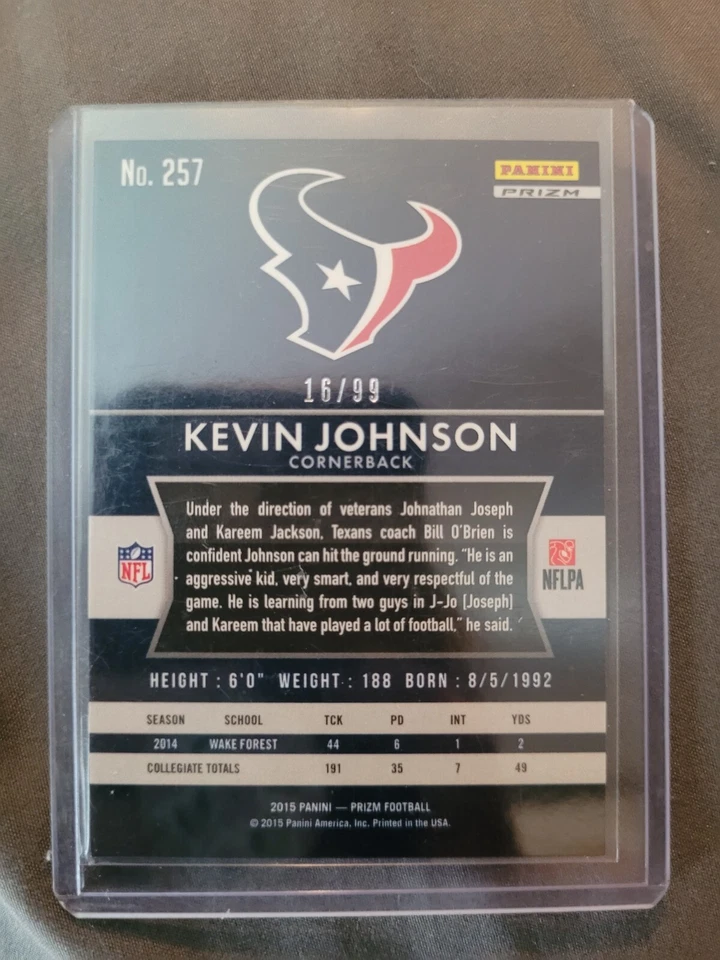 No. 257
PANINI
PRIZM
16/99
KEVIN JOHNSON
CORNERBACK
Under the direction of veterans Johnathan Joseph
and Kareem Jackson, Texans coach Bill O'Brien is
confident Johnson can hit the ground running. "He is an
aggressive kid, very smart, and very respectful of the
game. He is learning from two guys in J-Jo [Joseph]
and Kareem that have played a lot of football," he said.
NFL
NFLPA
HEIGHT : 6'0" WEIGHT : 188 BORN : 8/5/1992
SEASON SCHOOL TCK PD INT YDS
2014 WAKE FOREST 44 6 1 2
COLLEGIATE TOTALS 191 35 7 49
2015 PANINI — PRIZM FOOTBALL
© 2015 Panini America, Inc. Printed in the USA.